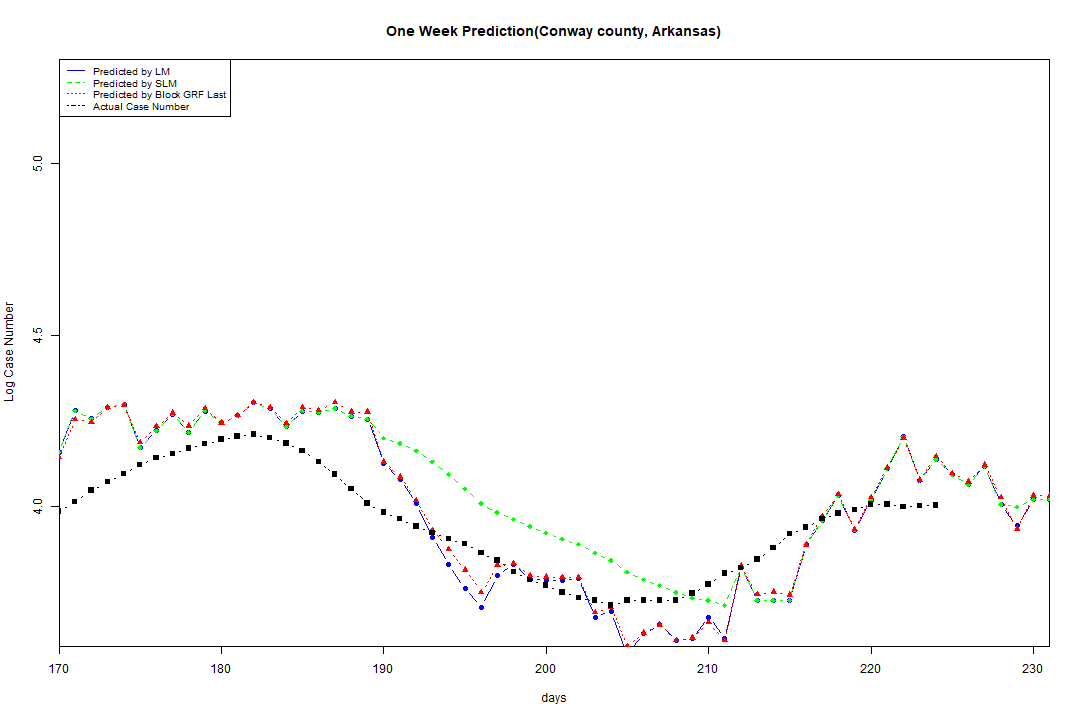 One Week Prediction(Conway county, Arkansas)
Predicted by LM
Predicted by SLM
Predicted by Block GRF Last
Actual Case Number
5.0
4.5
4.0
Log Case Number
170 180 190 200 210 220 230
days